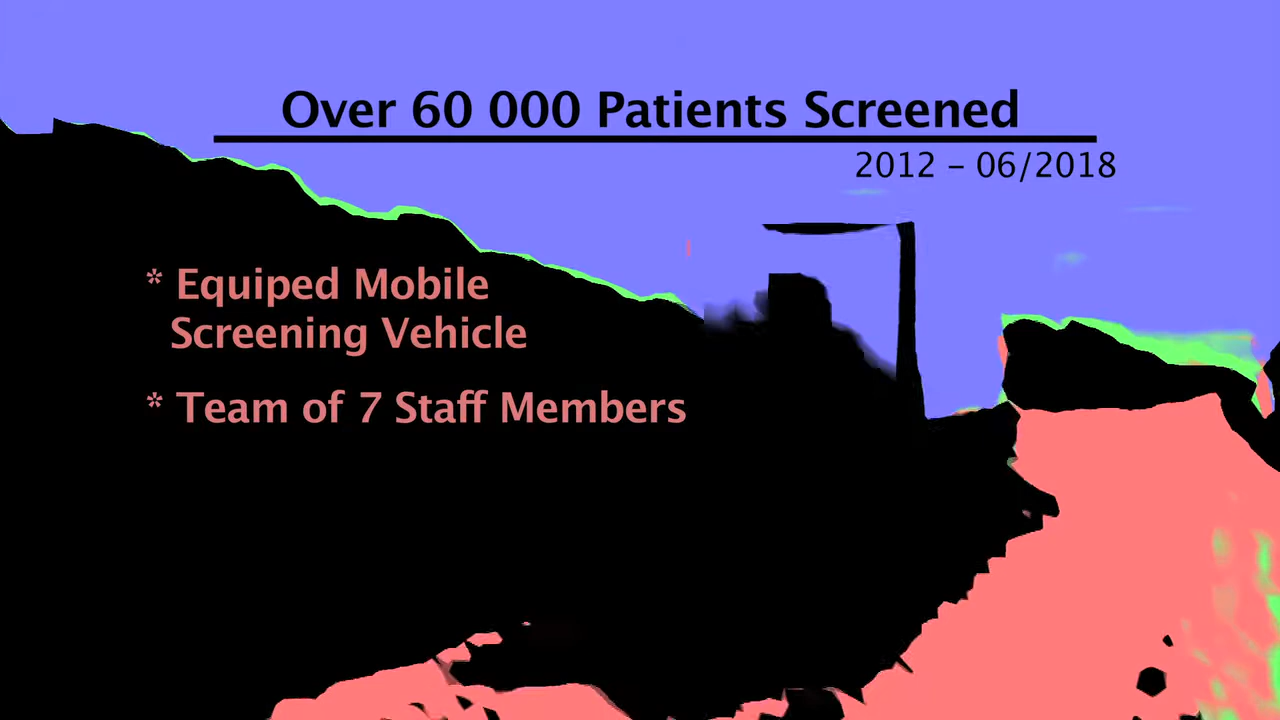 Over 60 000 Patients Screened
2012 – 06/2018
* Equiped Mobile
Screening Vehicle
* Team of 7 Staff Members